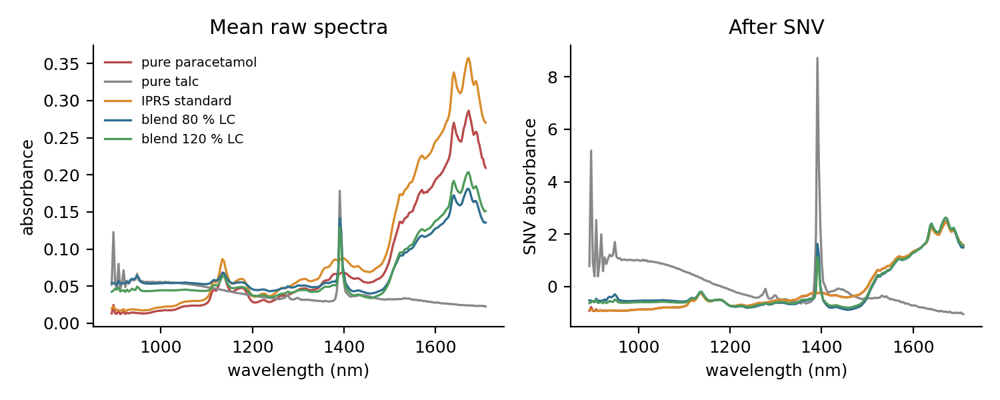 Mean raw spectra
0.35
0.30
0.25
0.20
0.15
0.10
0.05
0.00
absorbance
pure paracetamol
pure talc
IPRS standard
blend 80 % LC
blend 120 % LC
1000 1200 1400 1600
wavelength (nm)
After SNV
8
6
4
2
0
SNV absorbance
1000 1200 1400 1600
wavelength (nm)